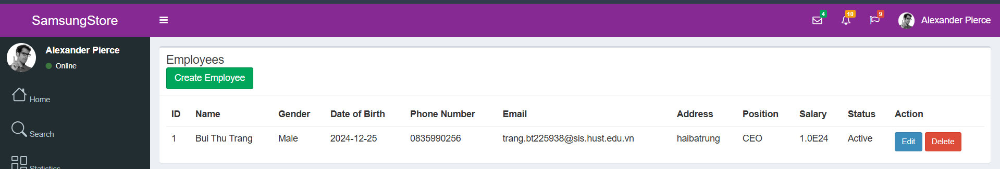 SamsungStore
4
10
9
Alexander Pierce
Alexander Pierce
Online
Home
Search
Statistics
Employees
Create Employee
ID Name Gender Date of Birth Phone Number Email Address Position Salary Status Action
1 Bui Thu Trang Male 2024-12-25 0835990256 trang.bt225938@sis.hust.edu.vn haibatrung CEO 1.0E24 Active Edit Delete